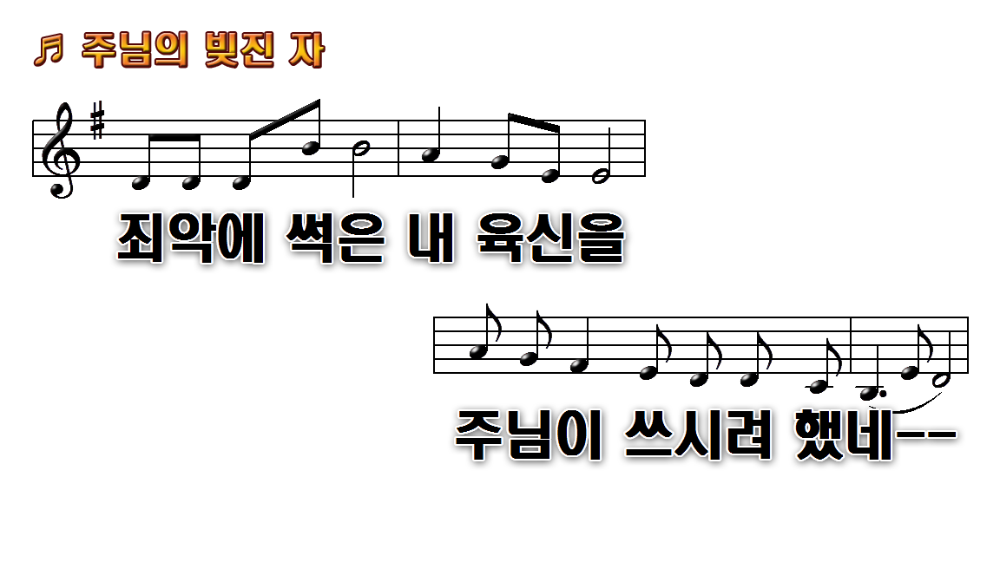 ♬ 주님의 빚진 자
죄악에 썩은 내 육신을
주님이 쓰시려 했네--